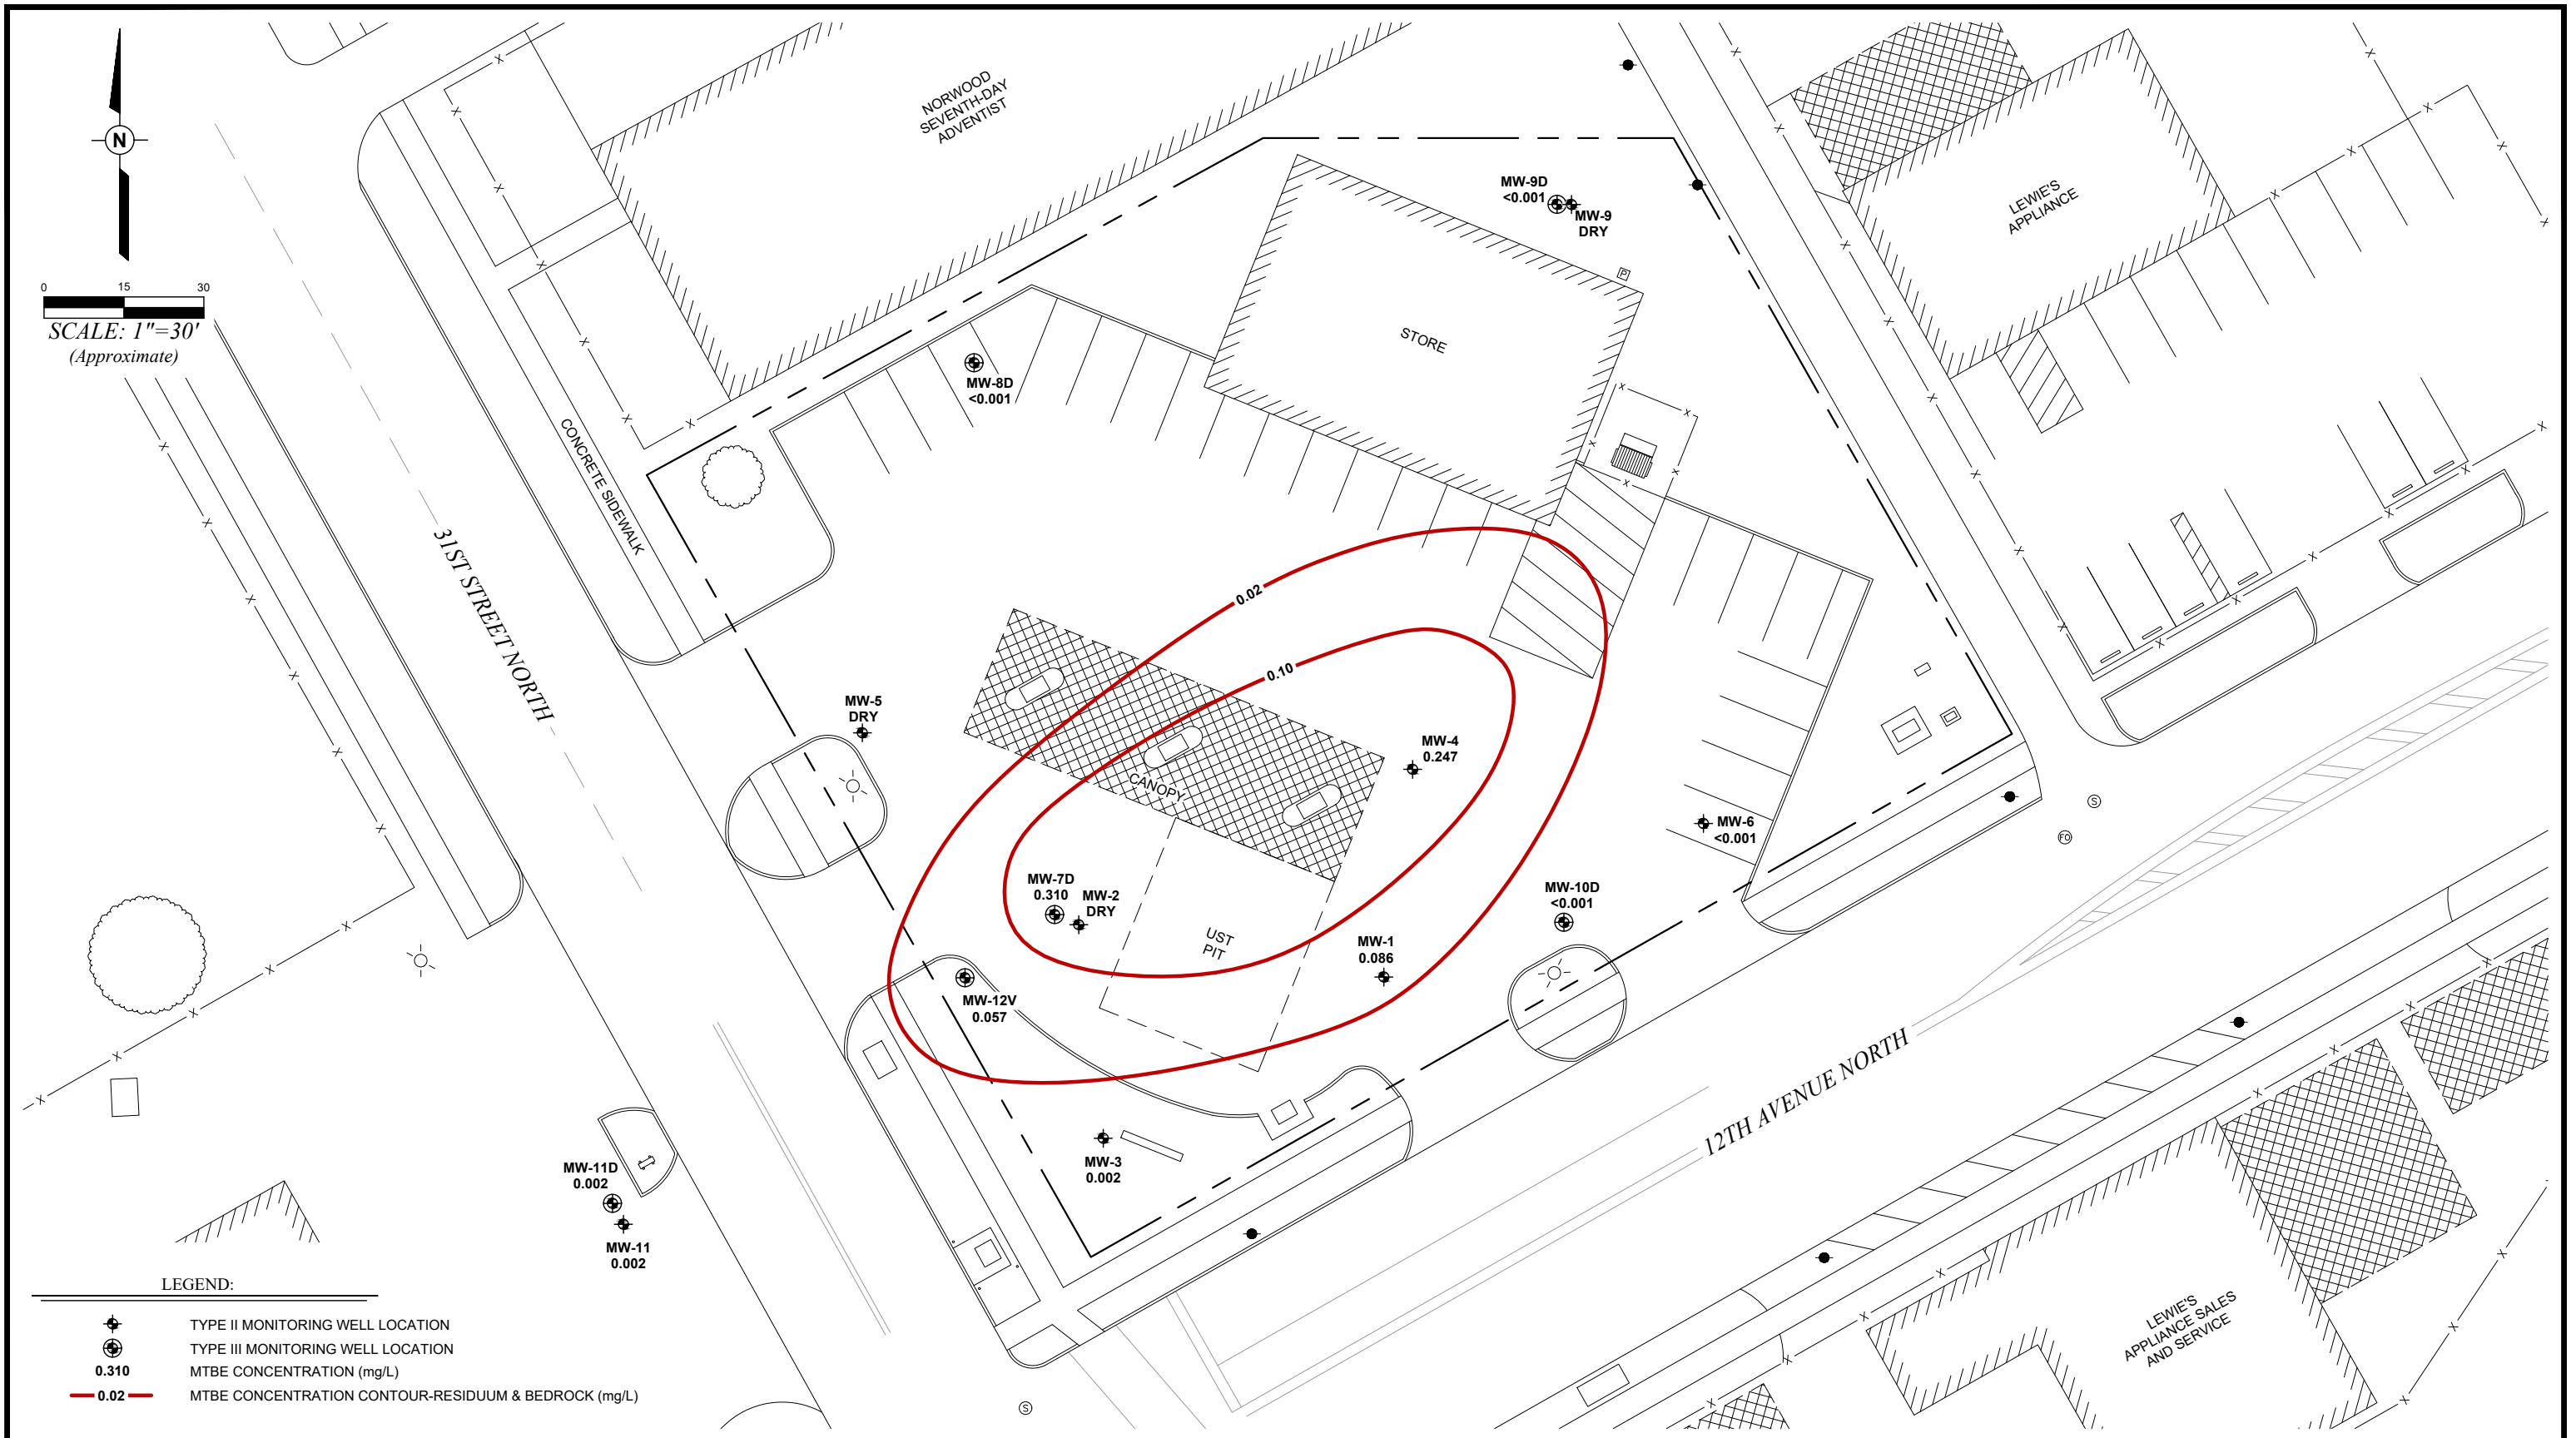 NORWOOD
SEVENTH-DAY
ADVENTIST
N
0 15 30
SCALE: 1"=30'
(Approximate)
MW-9D
<0.001
MW-9
DRY
P
LEWIE'S
APPLIANCE
STORE
MW-8D
<0.001
CONCRETE SIDEWALK
31ST STREET NORTH
0.02
0.10
MW-5
DRY
CANOPY
MW-4
0.247
MW-6
<0.001
S
FO
MW-7D
0.310
MW-2
DRY
MW-10D
<0.001
UST
PIT
MW-1
0.086
MW-12V
0.057
12TH AVENUE NORTH
MW-3
0.002
MW-11D
0.002
MW-11
0.002
LEWIE'S
APPLIANCE SALES
AND SERVICE
S
LEGEND:
TYPE II MONITORING WELL LOCATION
TYPE III MONITORING WELL LOCATION
0.310 MTBE CONCENTRATION (mg/L)
0.02 MTBE CONCENTRATION CONTOUR-RESIDUUM & BEDROCK (mg/L)